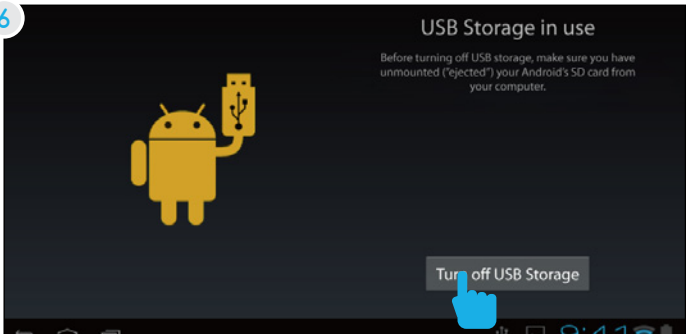 6
USB Storage in use
Before turning off USB storage, make sure you have
unmounted ("ejected") your Android's SD card from
your computer.
Turn off USB Storage